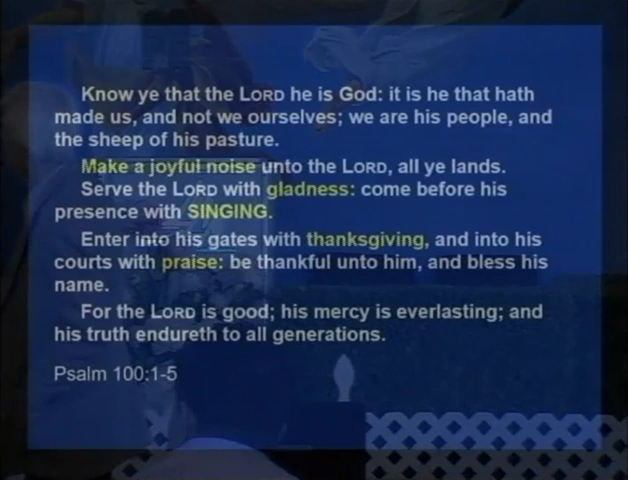 Know ye that the LORD he is God: it is he that hath
made us, and not we ourselves; we are his people, and
the sheep of his pasture.
Make a joyful noise unto the LORD, all ye lands.
Serve the LORD with gladness: come before his
presence with SINGING.
Enter into his gates with thanksgiving, and into his
courts with praise: be thankful unto him, and bless his
name.
For the LORD is good; his mercy is everlasting; and
his truth endureth to all generations.
Psalm 100:1-5